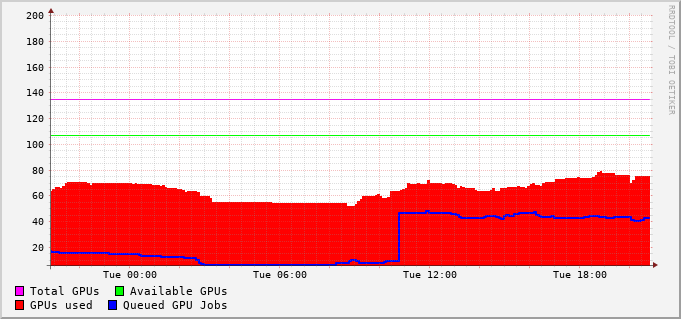 200
180
160
140
120
100
80
60
40
20
Tue 00:00 Tue 06:00 Tue 12:00 Tue 18:00
Total GPUs Available GPUs
GPUs used Queued GPU Jobs
RRDTOOL / TOBI OETIKER